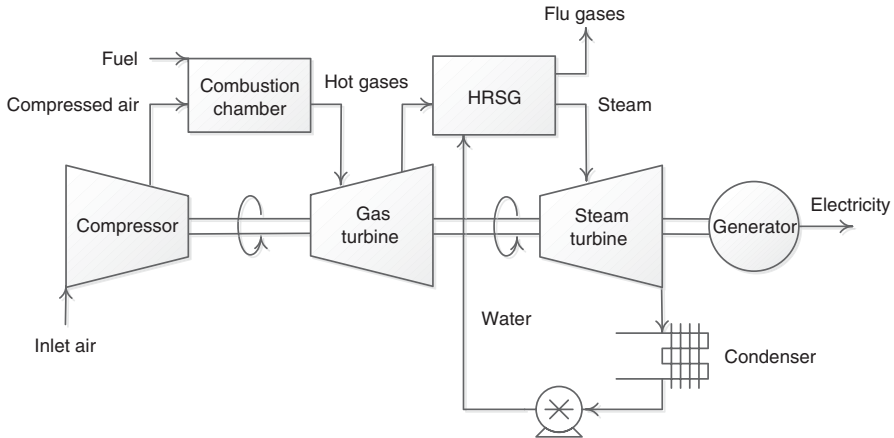 Flu gases
Fuel
Combustion
chamber
Hot gases
HRSG
Compressed air
Steam
Compressor
Gas
turbine
Steam
turbine
Generator
Electricity
Inlet air
Water
Condenser